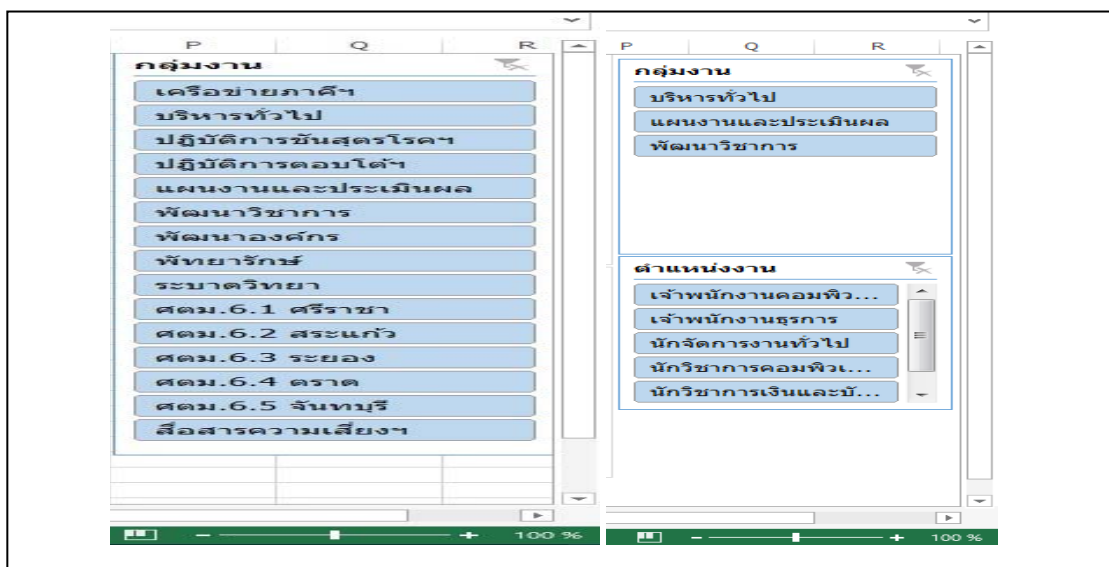 P Q R
กลุ่มงาน
เครือข่ายภาคีฯ
บริหารทั่วไป
ปฏิบัติการชันสูตรโรคฯ
ปฏิบัติการตอบโต้ฯ
แผนงานและประเมินผล
พัฒนาวิชาการ
พัฒนาองค์กร
พิทยารักษ์
ระบาดวิทยา
ศตม.6.1 ศรีราชา
ศตม.6.2 สระแก้ว
ศตม.6.3 ระยอง
ศตม.6.4 ตราด
ศตม.6.5 จันทบุรี
สื่อสารความเสี่ยงฯ
100 %
P Q R
กลุ่มงาน
บริหารทั่วไป
แผนงานและประเมินผล
พัฒนาวิชาการ
ตำแหน่งงาน
เจ้าพนักงานคอมพิว...
เจ้าพนักงานธุรการ
นักจัดการงานทั่วไป
นักวิชาการคอมพิวเ...
นักวิชาการเงินและบั...
100 %